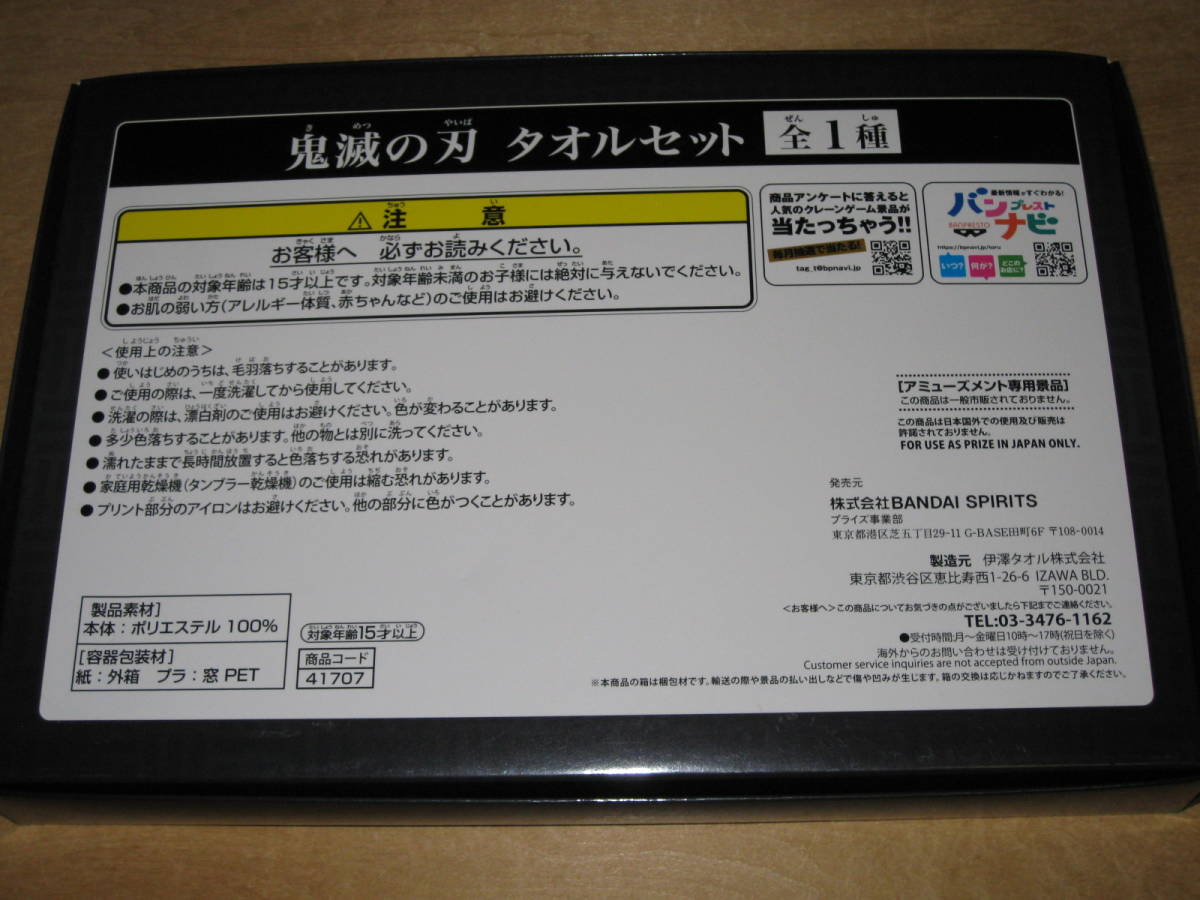 鬼滅の刃 タオルセット 全1種
⚠注意
お客様へ 必ずお読みください。
●本商品の対象年齢は15才以上です。対象年齢未満のお子様には絶対に与えないでください。
●お肌の弱い方(アレルギー体質、赤ちゃんなど)のご使用はお避けください。
商品アンケートに答えると
人気のクレーンゲーム景品が
当たっちゃう!!
毎月抽選で当たる!
tag_t@bpnavi.jp
最新情報がすぐわかる!
バンプレストナビ
BANPRESTO
https://bpnavi.jp/toru
いつ? 何が? どこのお店に?
<使用上の注意>
●使いはじめのうちは、毛羽落ちすることがあります。
●ご使用の際は、一度洗濯してから使用してください。
●洗濯の際は、漂白剤のご使用はお避けください。色が変わることがあります。
●多少色落ちすることがあります。他の物とは別に洗ってください。
●濡れたままで長時間放置すると色落ちする恐れがあります。
●家庭用乾燥機(タンブラー乾燥機)のご使用は縮む恐れがあります。
●プリント部分のアイロンはお避けください。他の部分に色がつくことがあります。
[アミューズメント専用景品]
この商品は一般市販されておりません。
この商品は日本国外での使用及び販売は
許諾されておりません。
FOR USE AS PRIZE IN JAPAN ONLY.
発売元
株式会社BANDAI SPIRITS
プライズ事業部
東京都港区芝五丁目29-11 G-BASE田町6F 〒108-0014
製造元 伊澤タオル株式会社
東京都渋谷区恵比寿西1-26-6 IZAWA BLD.
〒150-0021
<お客様へ>この商品についてお気づきの点がございましたら下記までご連絡ください。
TEL:03-3476-1162
●受付時間:月～金曜日10時～17時(祝日を除く)
海外からのお問い合わせは受け付けておりません。
Customer service inquiries are not accepted from outside Japan.
※本商品の箱は梱包材です。輸送の際や景品の払い出しなどで傷や凹みが生じます。箱の交換は応じかねますのでご了承ください。
[製品素材]
本体:ポリエステル 100%
[容器包装材]
紙:外箱 プラ:窓 PET
対象年齢15才以上
商品コード
41707